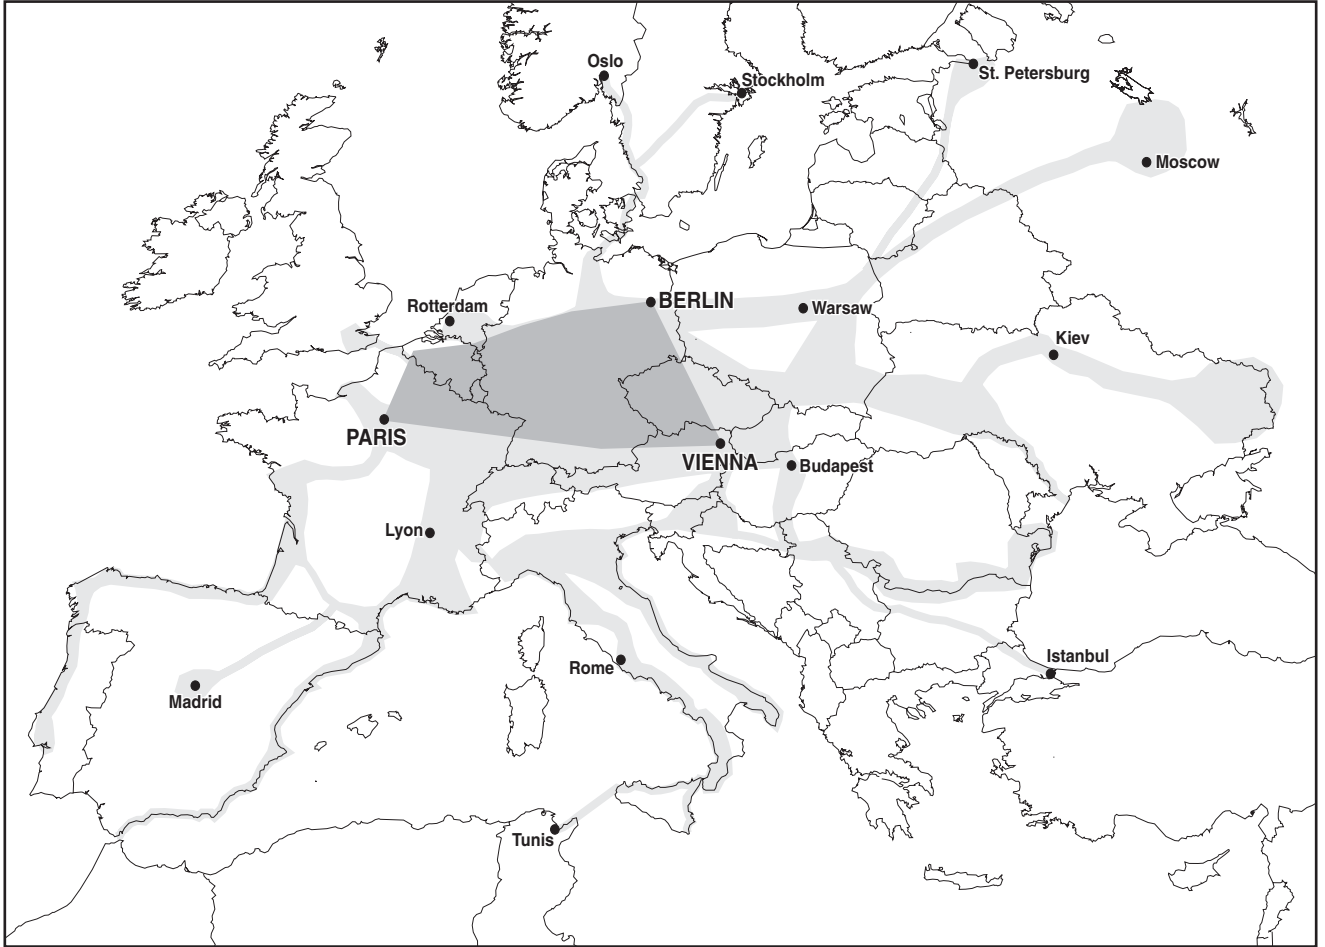 Oslo
Stockholm
St. Petersburg
Moscow
Rotterdam
BERLIN
Warsaw
Kiev
PARIS
VIENNA
Budapest
Lyon
Istanbul
Rome
Madrid
Tunis